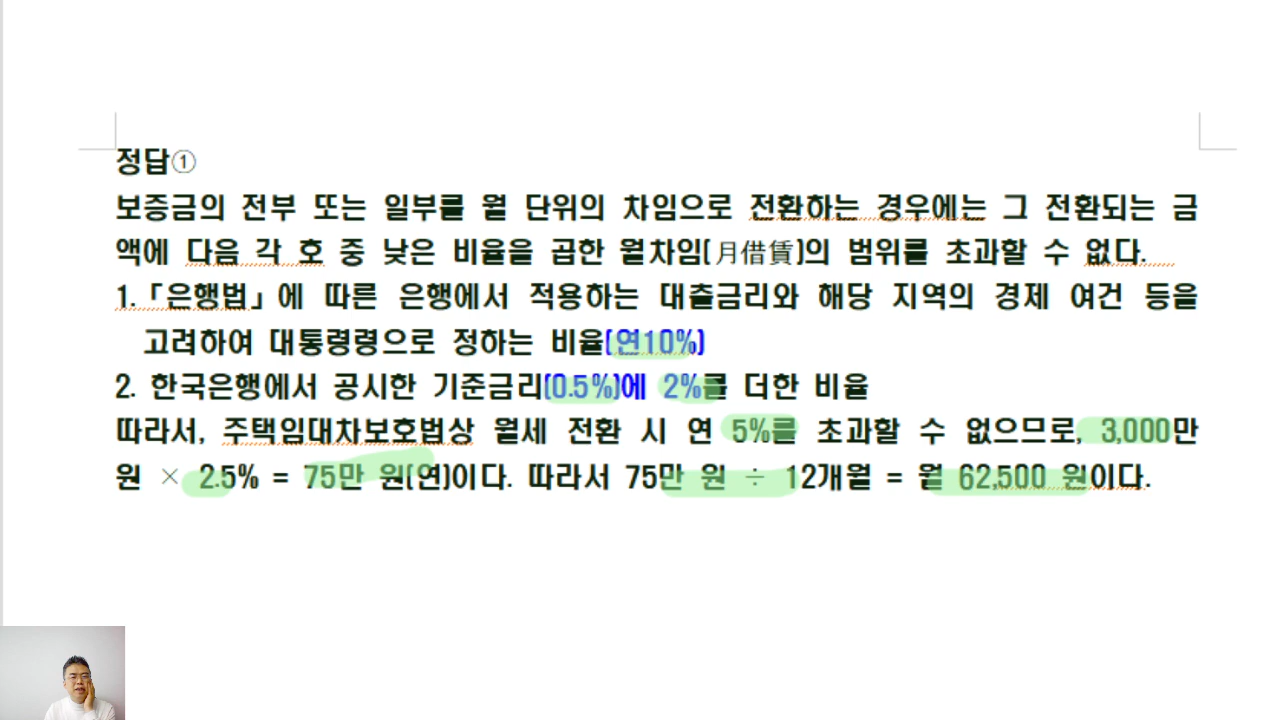 정답①
보증금의 전부 또는 일부를 월 단위의 차임으로 전환하는 경우에는 그 전환되는 금
액에 다음 각 호 중 낮은 비율을 곱한 월차임(月借賃)의 범위를 초과할 수 없다.
1.「은행법」에 따른 은행에서 적용하는 대출금리와 해당 지역의 경제 여건 등을
고려하여 대통령령으로 정하는 비율(연10%)
2. 한국은행에서 공시한 기준금리(0.5%)에 2%를 더한 비율
따라서, 주택임대차보호법상 월세 전환 시 연 5%를 초과할 수 없으므로, 3,000만
원 × 2.5% = 75만 원(연)이다. 따라서 75만 원 ÷ 12개월 = 월 62,500 원이다.